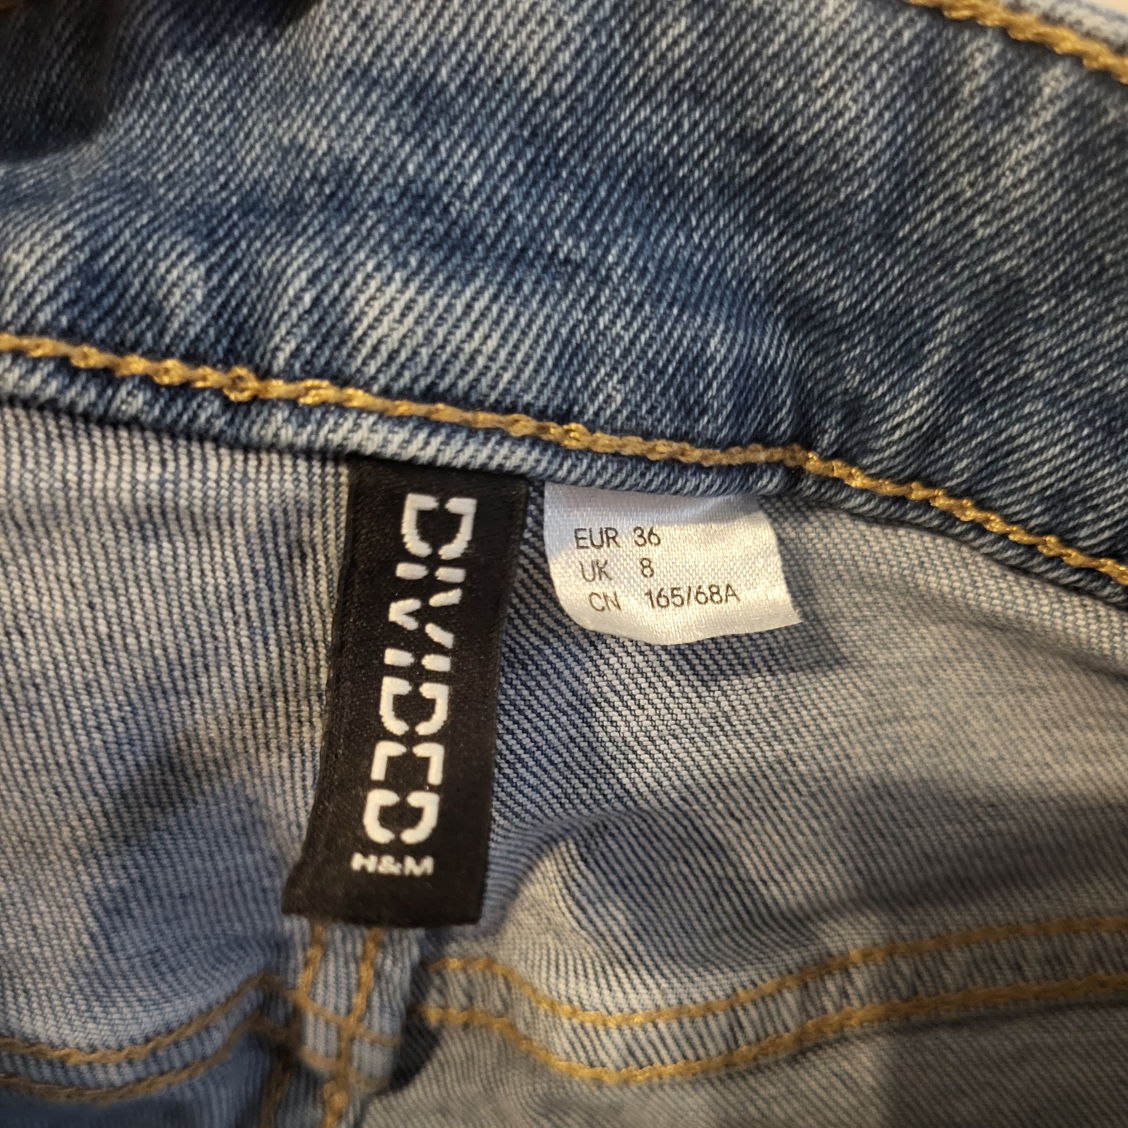 DIVIDED
H&M
EUR 36
UK 8
CN 165/68A